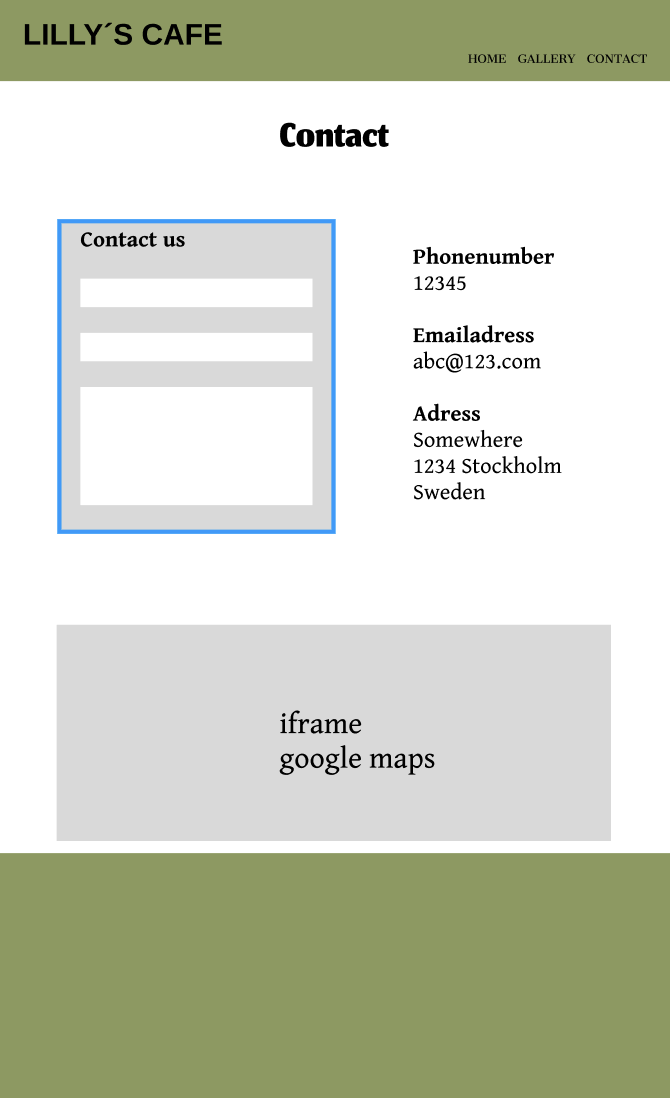 LILLY´S CAFE
HOME GALLERY CONTACT
Contact
Contact us
Phonenumber
12345
Emailadress
abc@123.com
Adress
Somewhere
1234 Stockholm
Sweden
iframe
google maps